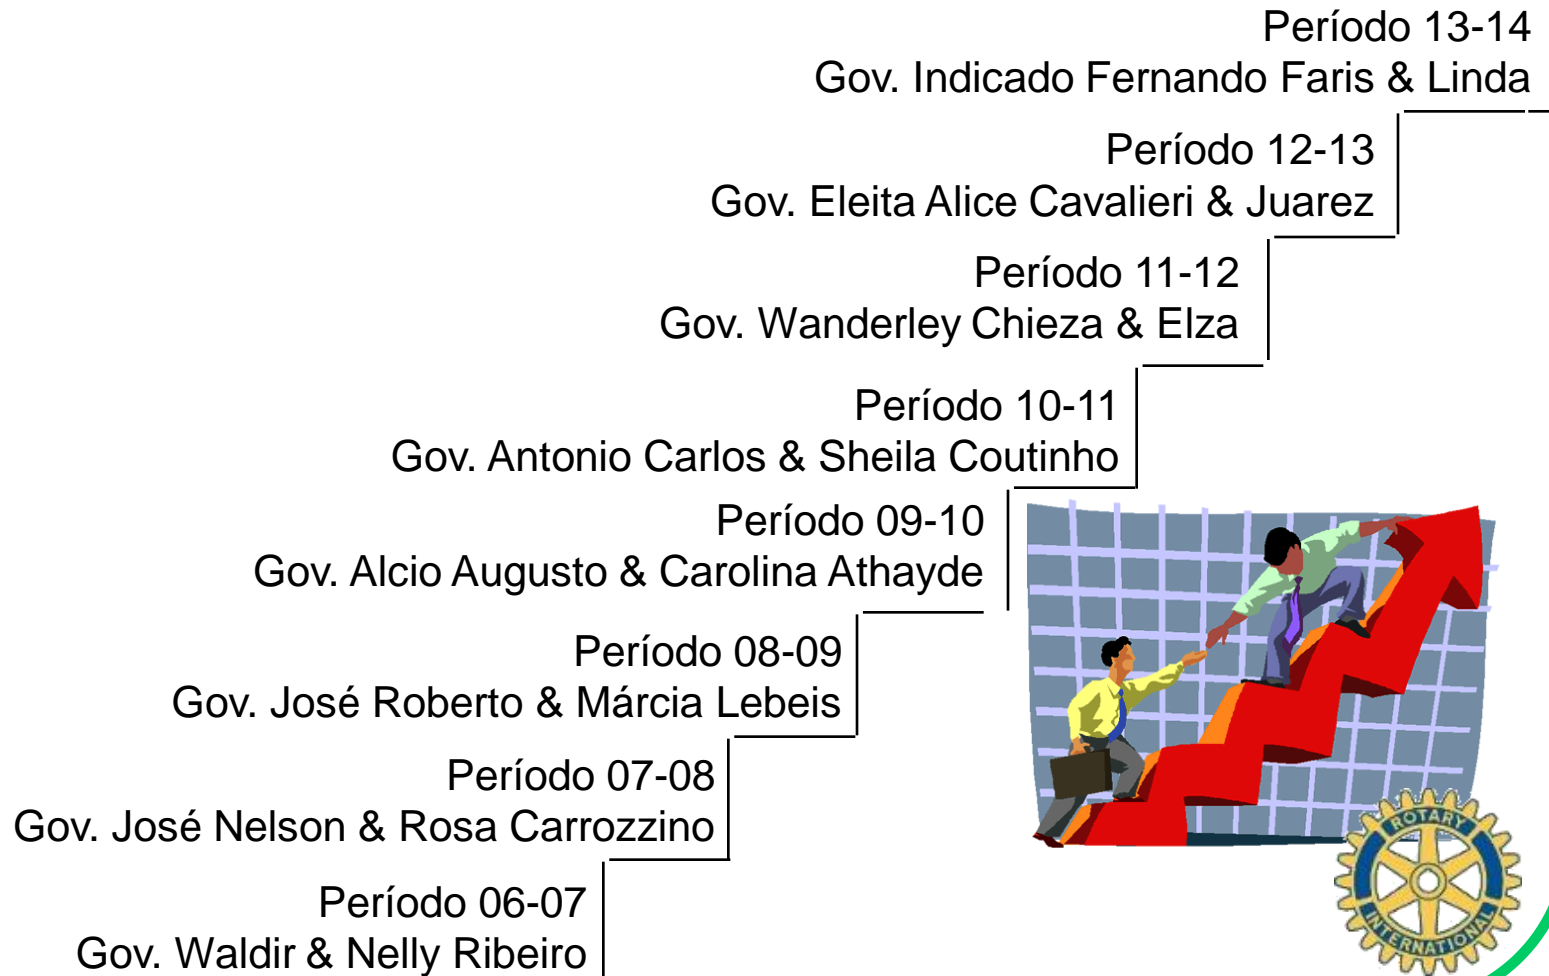 Período 13-14
Gov. Indicado Fernando Faris & Linda
Período 12-13
Gov. Eleita Alice Cavalieri & Juarez
Período 11-12
Gov. Wanderley Chieza & Elza
Período 10-11
Gov. Antonio Carlos & Sheila Coutinho
Período 09-10
Gov. Alcio Augusto & Carolina Athayde
Período 08-09
Gov. José Roberto & Márcia Lebeis
Período 07-08
Gov. José Nelson & Rosa Carrozzino
Período 06-07
Gov. Waldir & Nelly Ribeiro
ROTARY
INTERNATIONAL